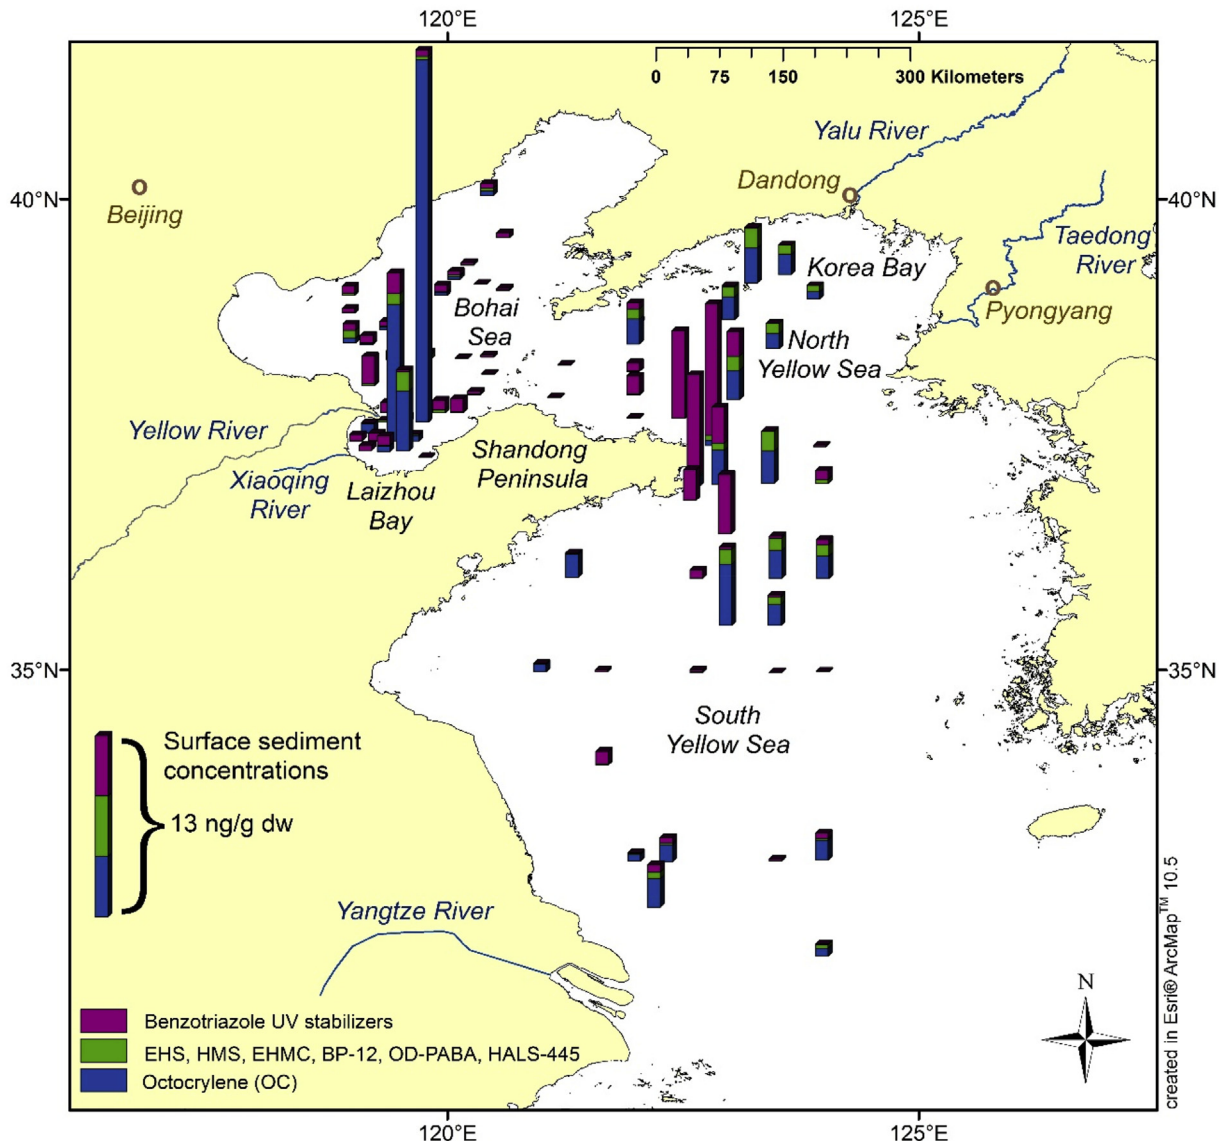 120°E
125°E
0
75
150
300 Kilometers
Yalu River
Dandong
40°N
40°N
Beijing
Taedong
River
Korea Bay
Pyongyang
Bohai
Sea
North
Yellow Sea
Yellow River
Shandong
Peninsula
Xiaoqing
River
Laizhou
Bay
35°N
35°N
South
Yellow Sea
Surface sediment
concentrations
13 ng/g dw
Yangtze River
created in Esri® ArcMap™ 10.5
N
Benzotriazole UV stabilizers
EHS, HMS, EHMC, BP-12, OD-PABA, HALS-445
Octocrylene (OC)
120°E
125°E